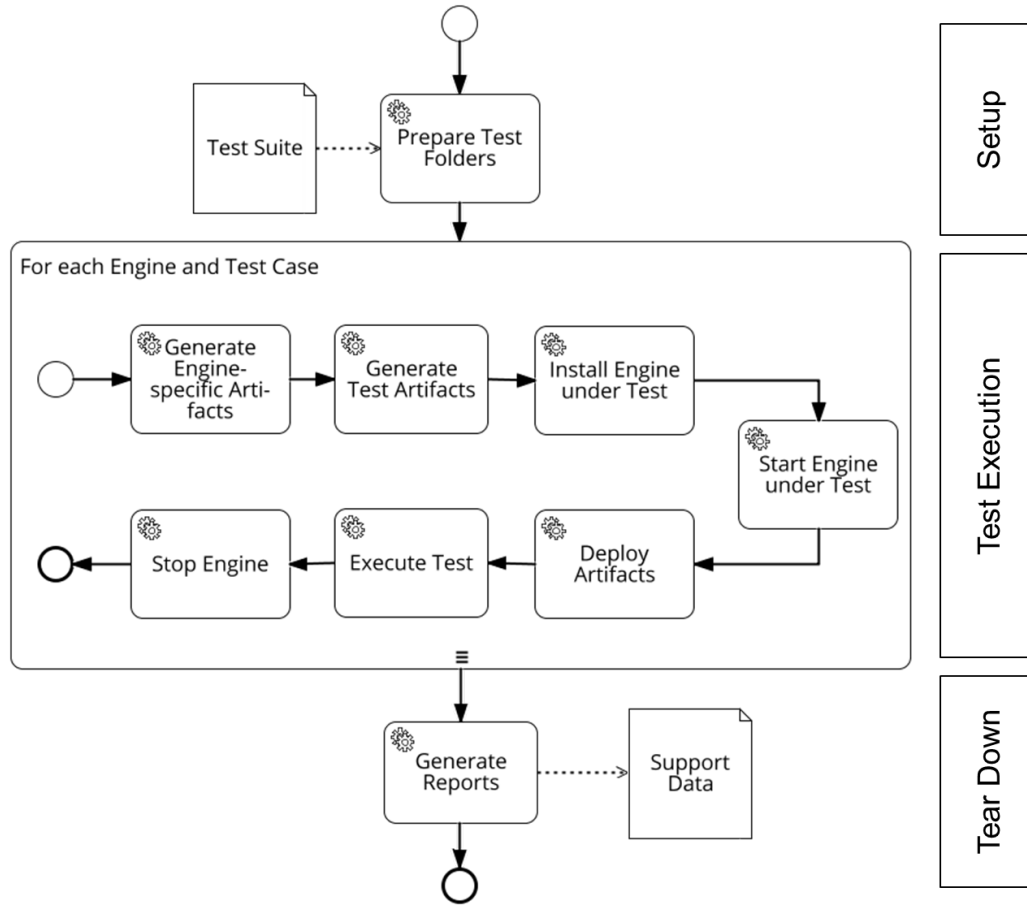 Test Suite
Prepare Test
Folders
Setup
For each Engine and Test Case
Generate
Engine-
specific Arti-
facts
Generate
Test Artifacts
Install Engine
under Test
Start Engine
under Test
Deploy
Artifacts
Execute Test
Stop Engine
Test Execution
Generate
Reports
Support
Data
Tear Down